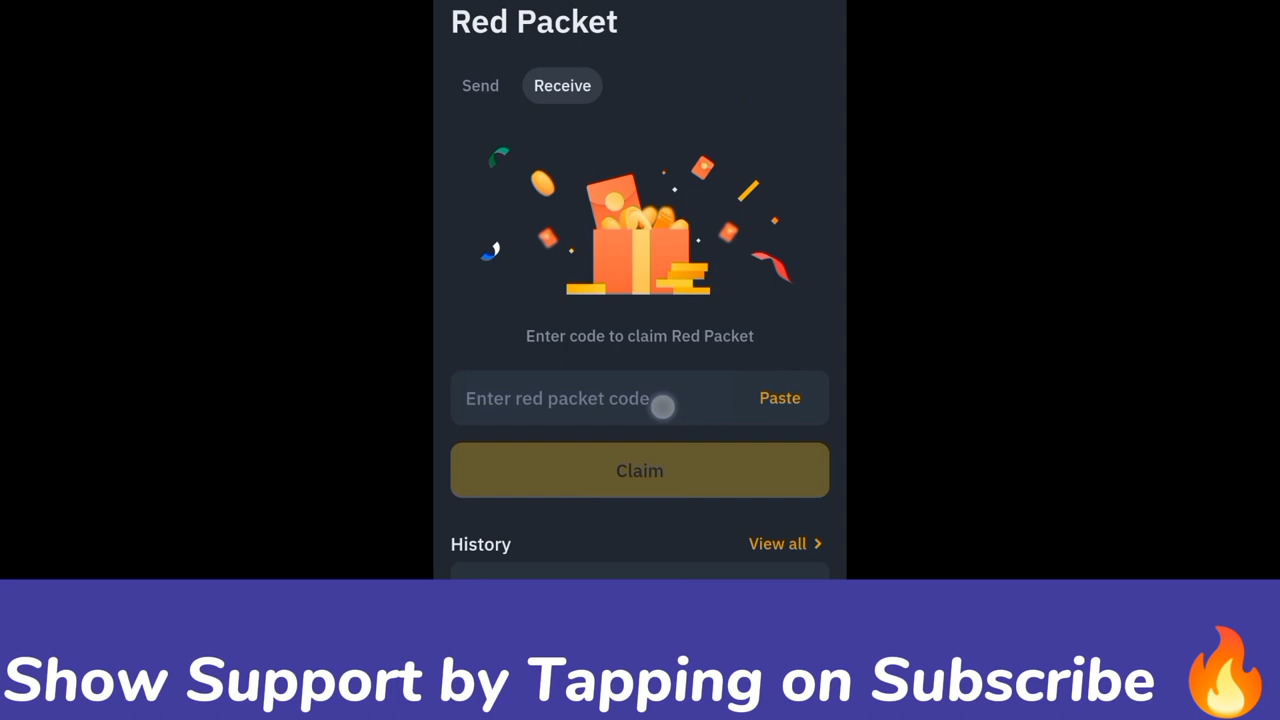 Red Packet
Send
Receive
Enter code to claim Red Packet
Enter red packet code
Paste
Claim
History
View all
Show Support by Tapping on Subscribe